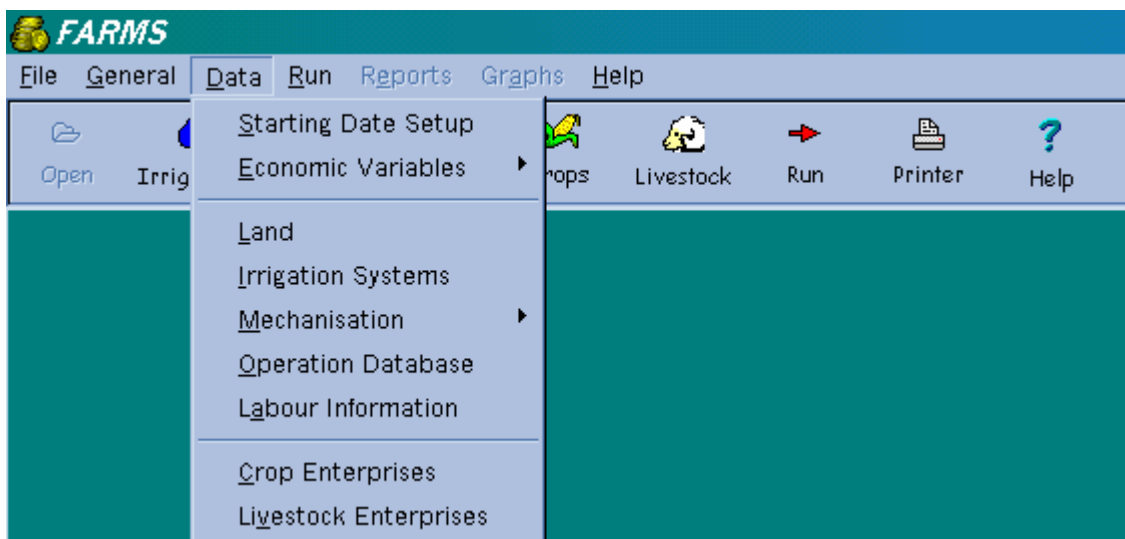 FARMS
File General Data Run Reports Graphs Help
Open Irrig rops Livestock Run Printer Help
Starting Date Setup
Economic Variables
Land
Irrigation Systems
Mechanisation
Operation Database
Labour Information
Crop Enterprises
Livestock Enterprises